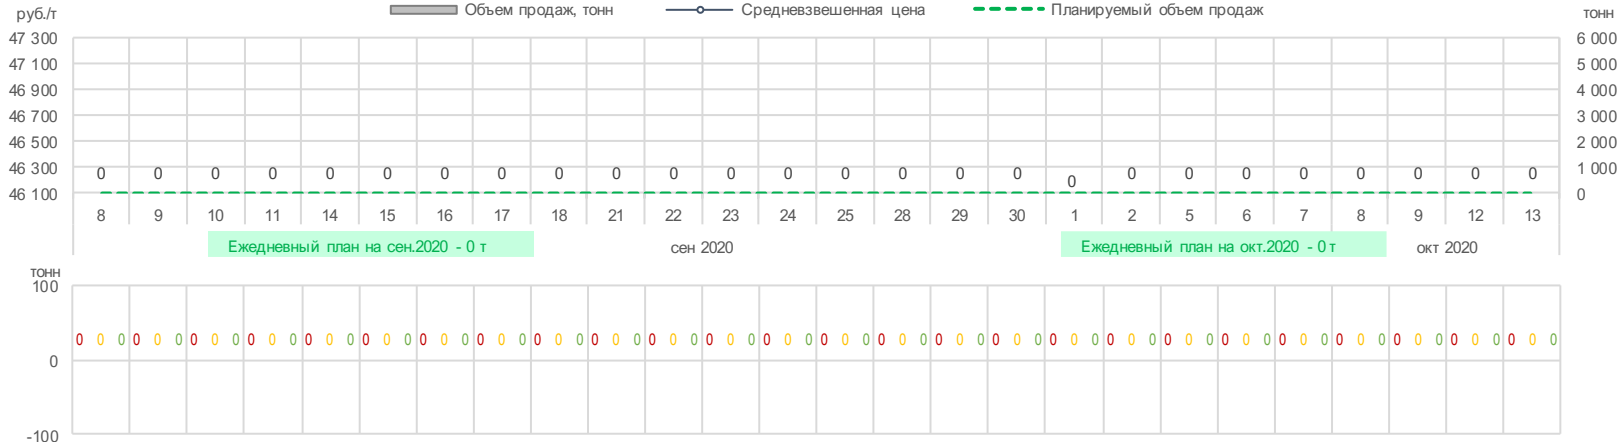 руб./т Объем продаж, тонн Средневзвешенная цена Планируемый объем продаж тонн
47 300 6 000
47 100 5 000
46 900 4 000
46 700 3 000
46 500 2 000
46 300 1 000
0 0 0 0 0 0 0 0 0 0 0 0 0 0 0 0 0 0 0 0 0 0 0 0 0 0
46 100 0
8 9 10 11 14 15 16 17 18 21 22 23 24 25 28 29 30 1 2 5 6 7 8 9 12 13
Ежедневный план на сен.2020 - 0 т сен 2020 Ежедневный план на окт.2020 - 0 т окт 2020
тонн
100
0 0 0 0 0 0 0 0 0 0 0 0 0 0 0 0 0 0 0 0 0 0 0 0 0 0 0 0 0 0 0 0 0 0 0 0 0 0 0 0 0 0 0 0 0 0 0 0 0 0 0 0 0 0 0 0 0 0 0 0 0 0 0 0 0 0 0 0 0 0 0 0 0 0 0 0 0 0
0
-100